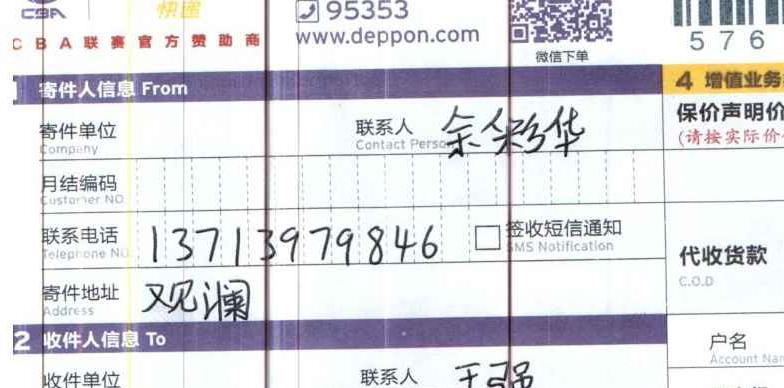 CBA
快递
95353
CBA联赛官方赞助商
www.deppon.com
微信下单
576
寄件人信息 From
4 增值业务
寄件单位
Company
联系人 余彩华
Contact Person
保价声明价
(请按实际价
月结编码
Customer NO.
联系电话 13713979846
Telephone NO.
签收短信通知
SMS Notification
代收货款
C.O.D
寄件地址 观澜
Address
2 收件人信息 To
户名
Account Nam
收件单位
联系人 王强